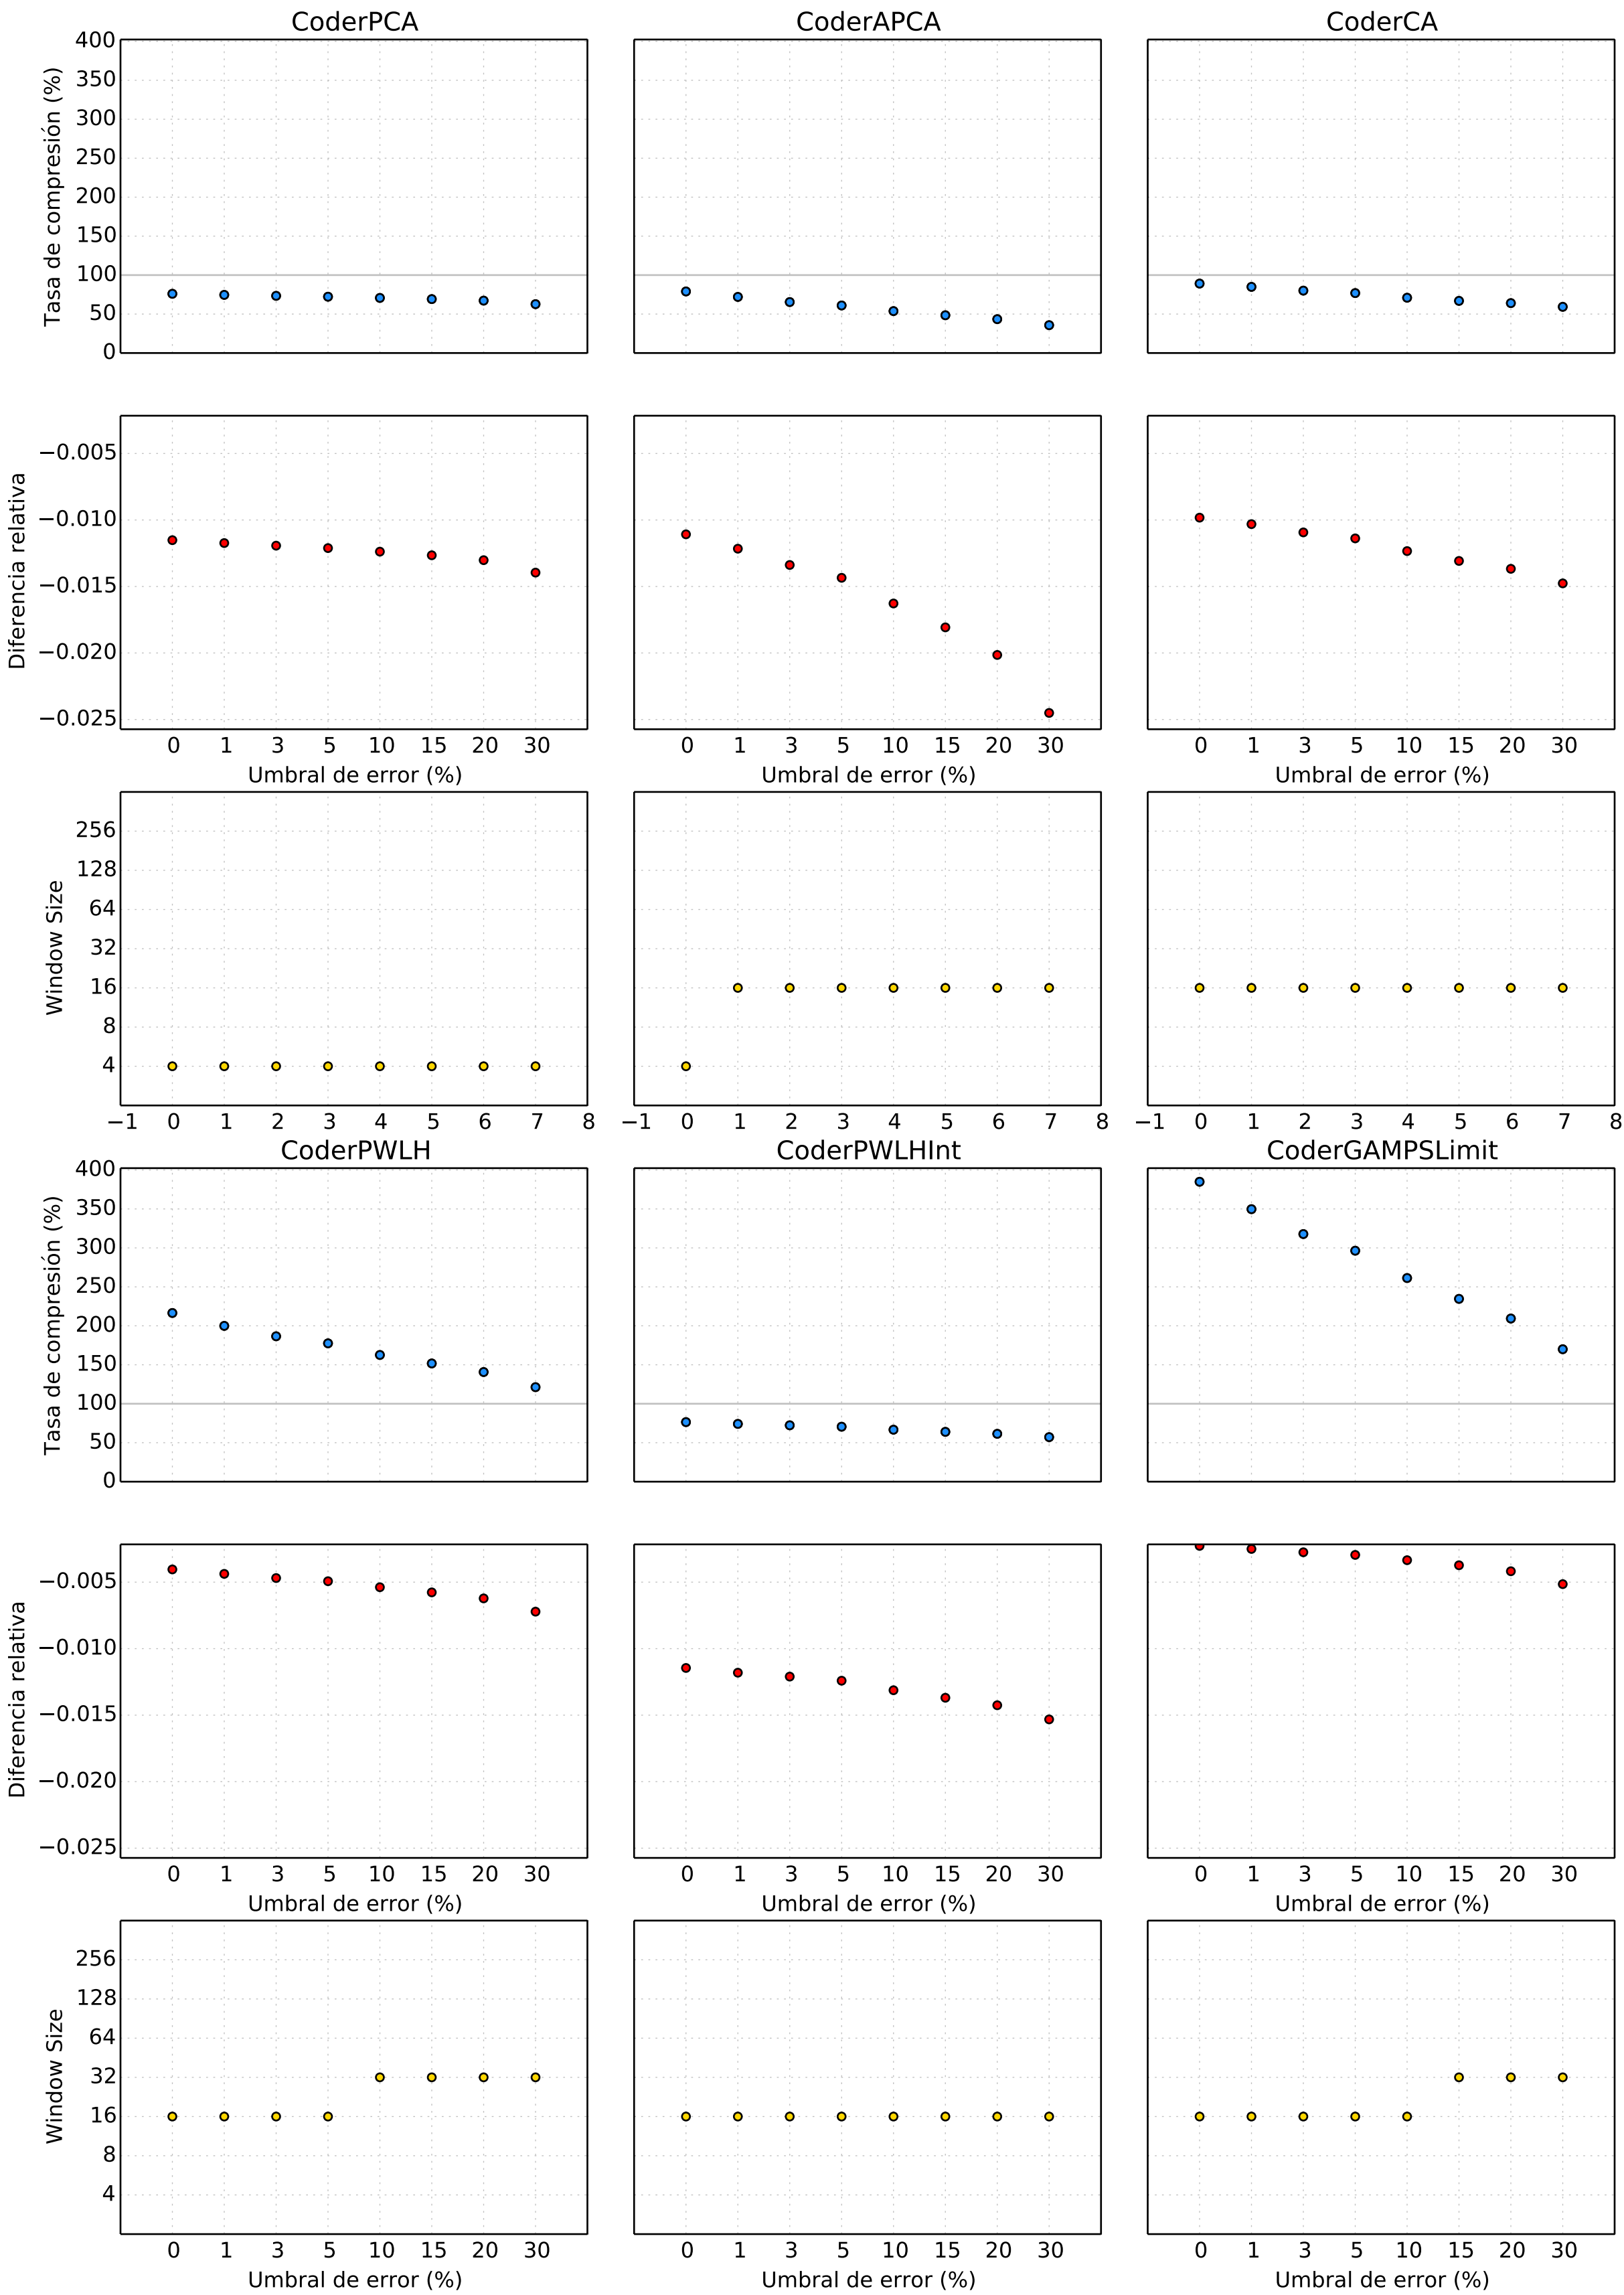 CoderPCA CoderAPCA CoderCA
Tasa de compresión (%)
400
350
300
250
200
150
100
50
0
Diferencia relativa
−0.005
−0.010
−0.015
−0.020
−0.025
0 1 3 5 10 15 20 30
Umbral de error (%)
0 1 3 5 10 15 20 30
Umbral de error (%)
0 1 3 5 10 15 20 30
Umbral de error (%)
Window Size
256
128
64
32
16
8
4
−1 0 1 2 3 4 5 6 7 8
−1 0 1 2 3 4 5 6 7 8
−1 0 1 2 3 4 5 6 7 8
CoderPWLH CoderPWLHInt CoderGAMPSLimit
Tasa de compresión (%)
400
350
300
250
200
150
100
50
0
Diferencia relativa
−0.005
−0.010
−0.015
−0.020
−0.025
0 1 3 5 10 15 20 30
Umbral de error (%)
0 1 3 5 10 15 20 30
Umbral de error (%)
0 1 3 5 10 15 20 30
Umbral de error (%)
Window Size
256
128
64
32
16
8
4
0 1 3 5 10 15 20 30
Umbral de error (%)
0 1 3 5 10 15 20 30
Umbral de error (%)
0 1 3 5 10 15 20 30
Umbral de error (%)